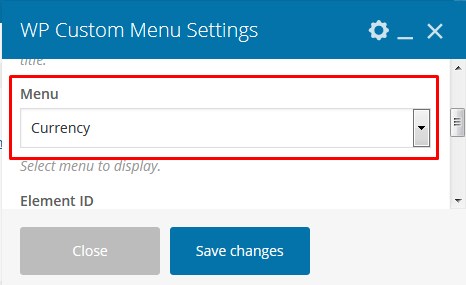 WP Custom Menu Settings
title.
Menu
Currency
Select menu to display.
Element ID
Close
Save changes